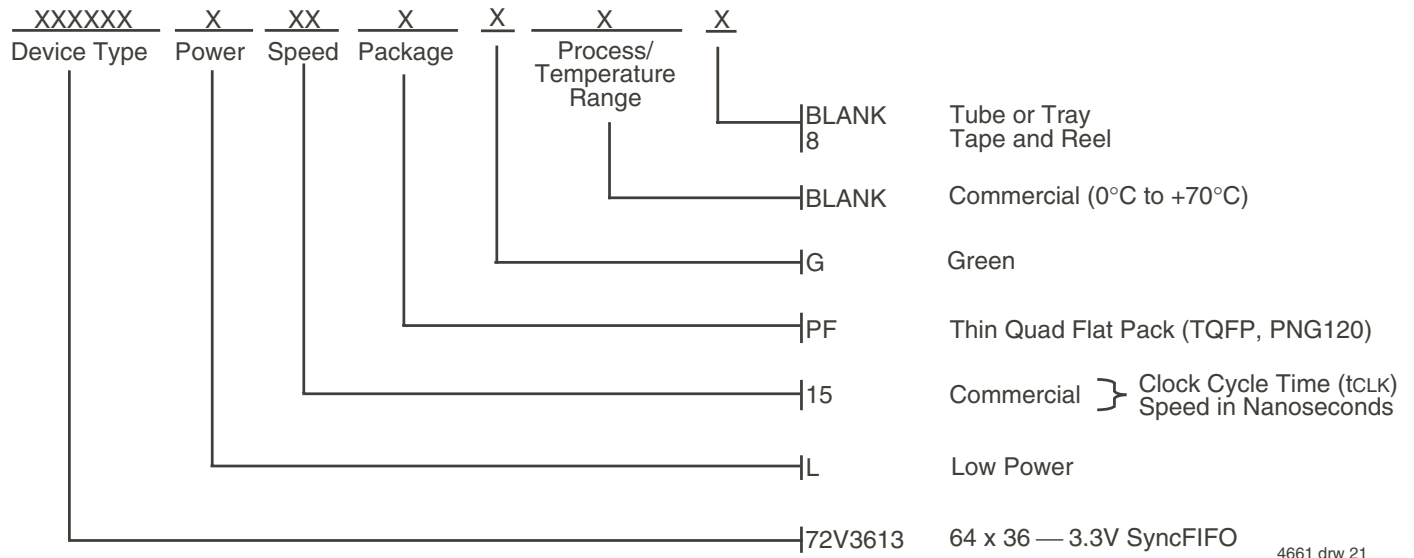 XXXXXX X XX X X X X
Device Type Power Speed Package Process/
Temperature
Range
BLANK Tube or Tray
8 Tape and Reel
BLANK Commercial (0°C to +70°C)
G Green
PF Thin Quad Flat Pack (TQFP, PNG120)
15 Commercial } Clock Cycle Time (tCLK)
Speed in Nanoseconds
L Low Power
72V3613 64 x 36 — 3.3V SyncFIFO
4661 drw 21